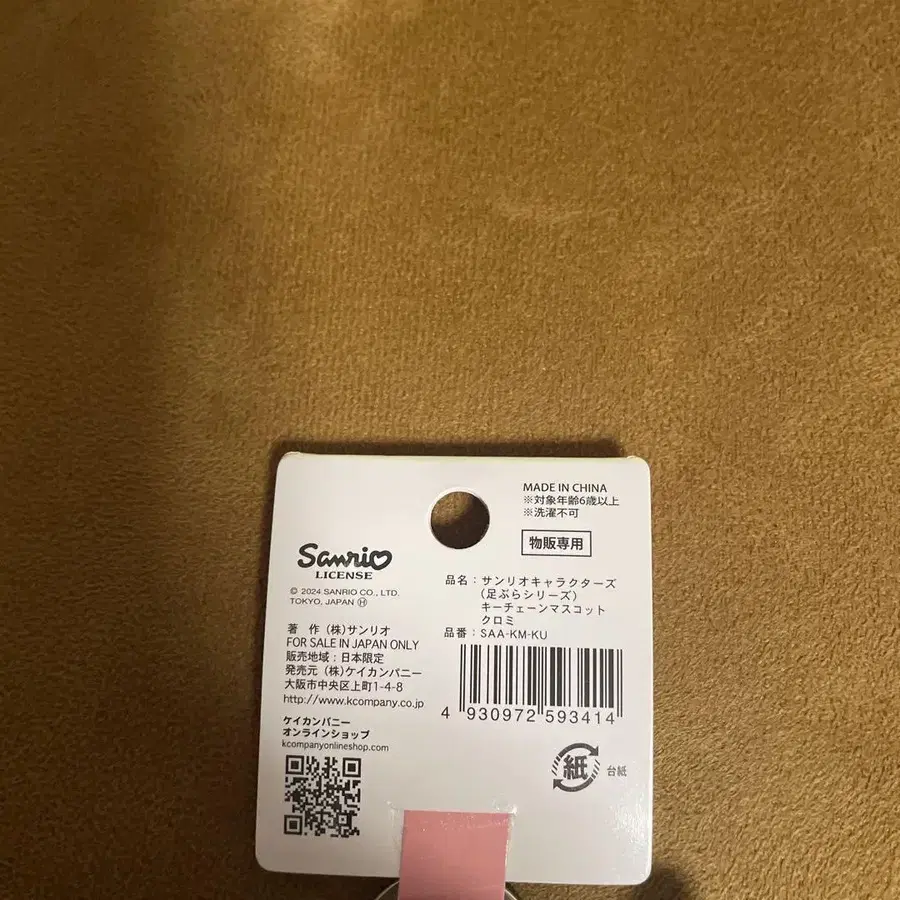 MADE IN CHINA
※対象年齢6歳以上
※洗濯不可
物販専用
Sanrio
LICENSE
© 2024 SANRIO CO., LTD.
TOKYO, JAPAN Ⓗ
著 作 (株)サンリオ
FOR SALE IN JAPAN ONLY
販売地域:日本限定
発売元 (株)ケイカンパニー
大阪市中央区上町1-4-8
http://www.kcompany.co.jp
ケイカンパニー
オンラインショップ
kcompanyonlineshop.com
品名:サンリオキャラクターズ
(足ぶらシリーズ)
キーチェーンマスコット
クロミ
品番:SAA-KM-KU
4 930972 593414
紙 台紙